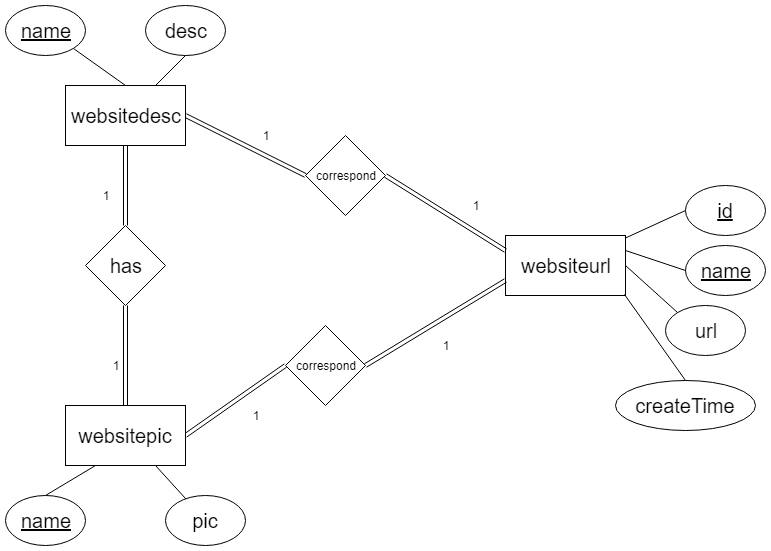 name
desc
websitedesc
1
correspond
1
1
id
has
websiteurl
name
url
1
correspond
1
createTime
1
websitepic
name
pic